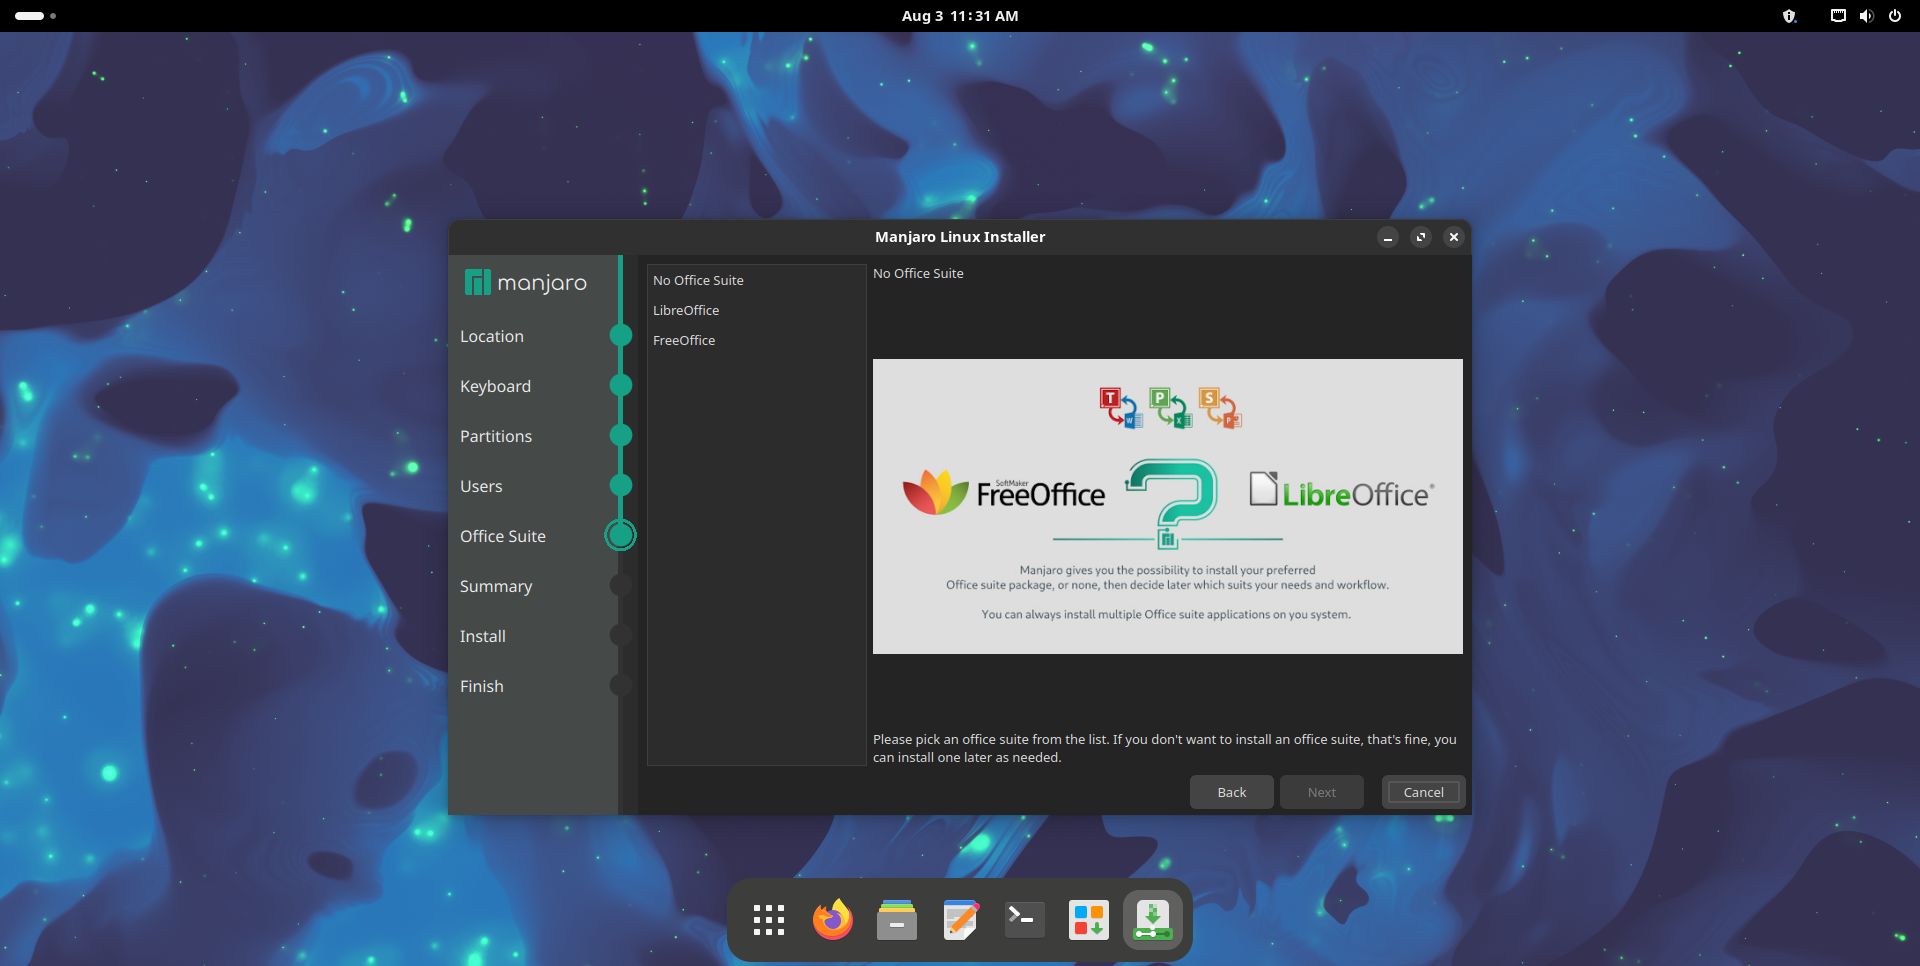 Aug 3 11:31 AM
Manjaro Linux Installer
manjaro
Location
Keyboard
Partitions
Users
Office Suite
Summary
Install
Finish
No Office Suite
LibreOffice
FreeOffice
No Office Suite
T W P X S P
SoftMaker
FreeOffice
?
LibreOffice®
Manjaro gives you the possibility to install your preferred
Office suite package, or none, then decide later which suits your needs and workflow.
You can always install multiple Office suite applications on you system.
Please pick an office suite from the list. If you don't want to install an office suite, that's fine, you
can install one later as needed.
Back Next Cancel